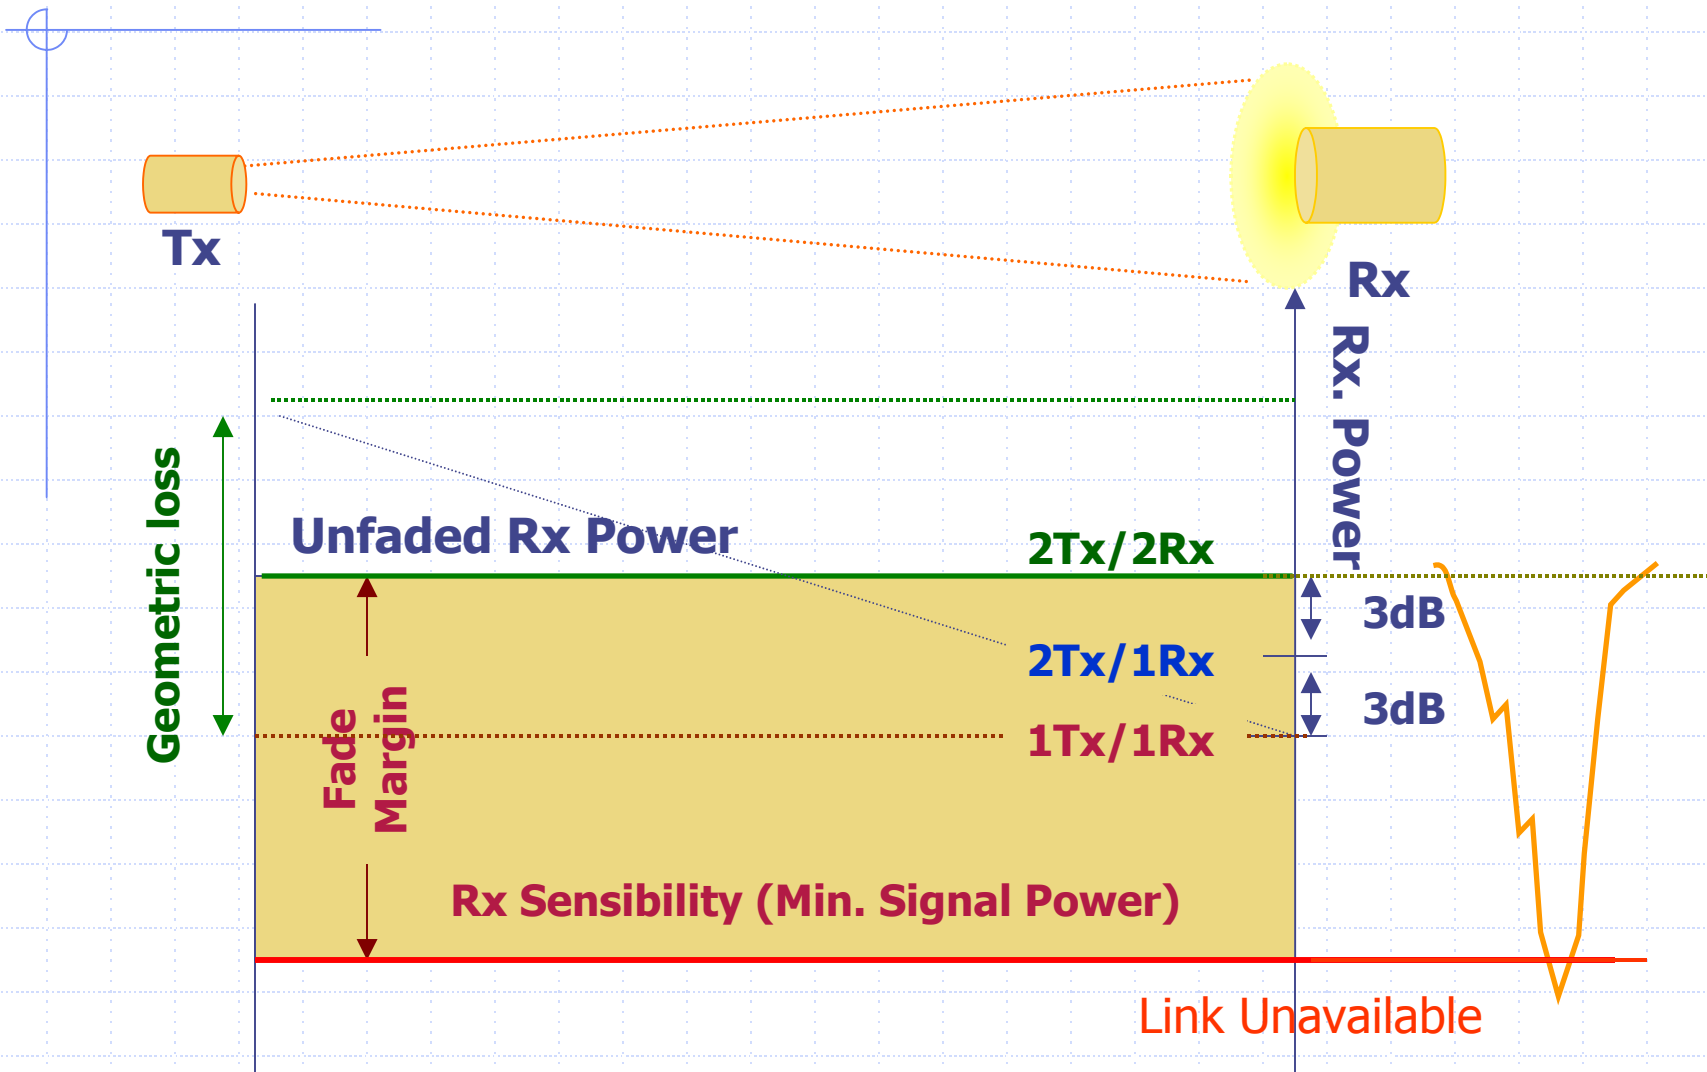 Tx
Rx
Rx. Power
Geometric loss
Unfaded Rx Power
2Tx/2Rx
3dB
2Tx/1Rx
3dB
1Tx/1Rx
Fade
Margin
Rx Sensibility (Min. Signal Power)
Link Unavailable